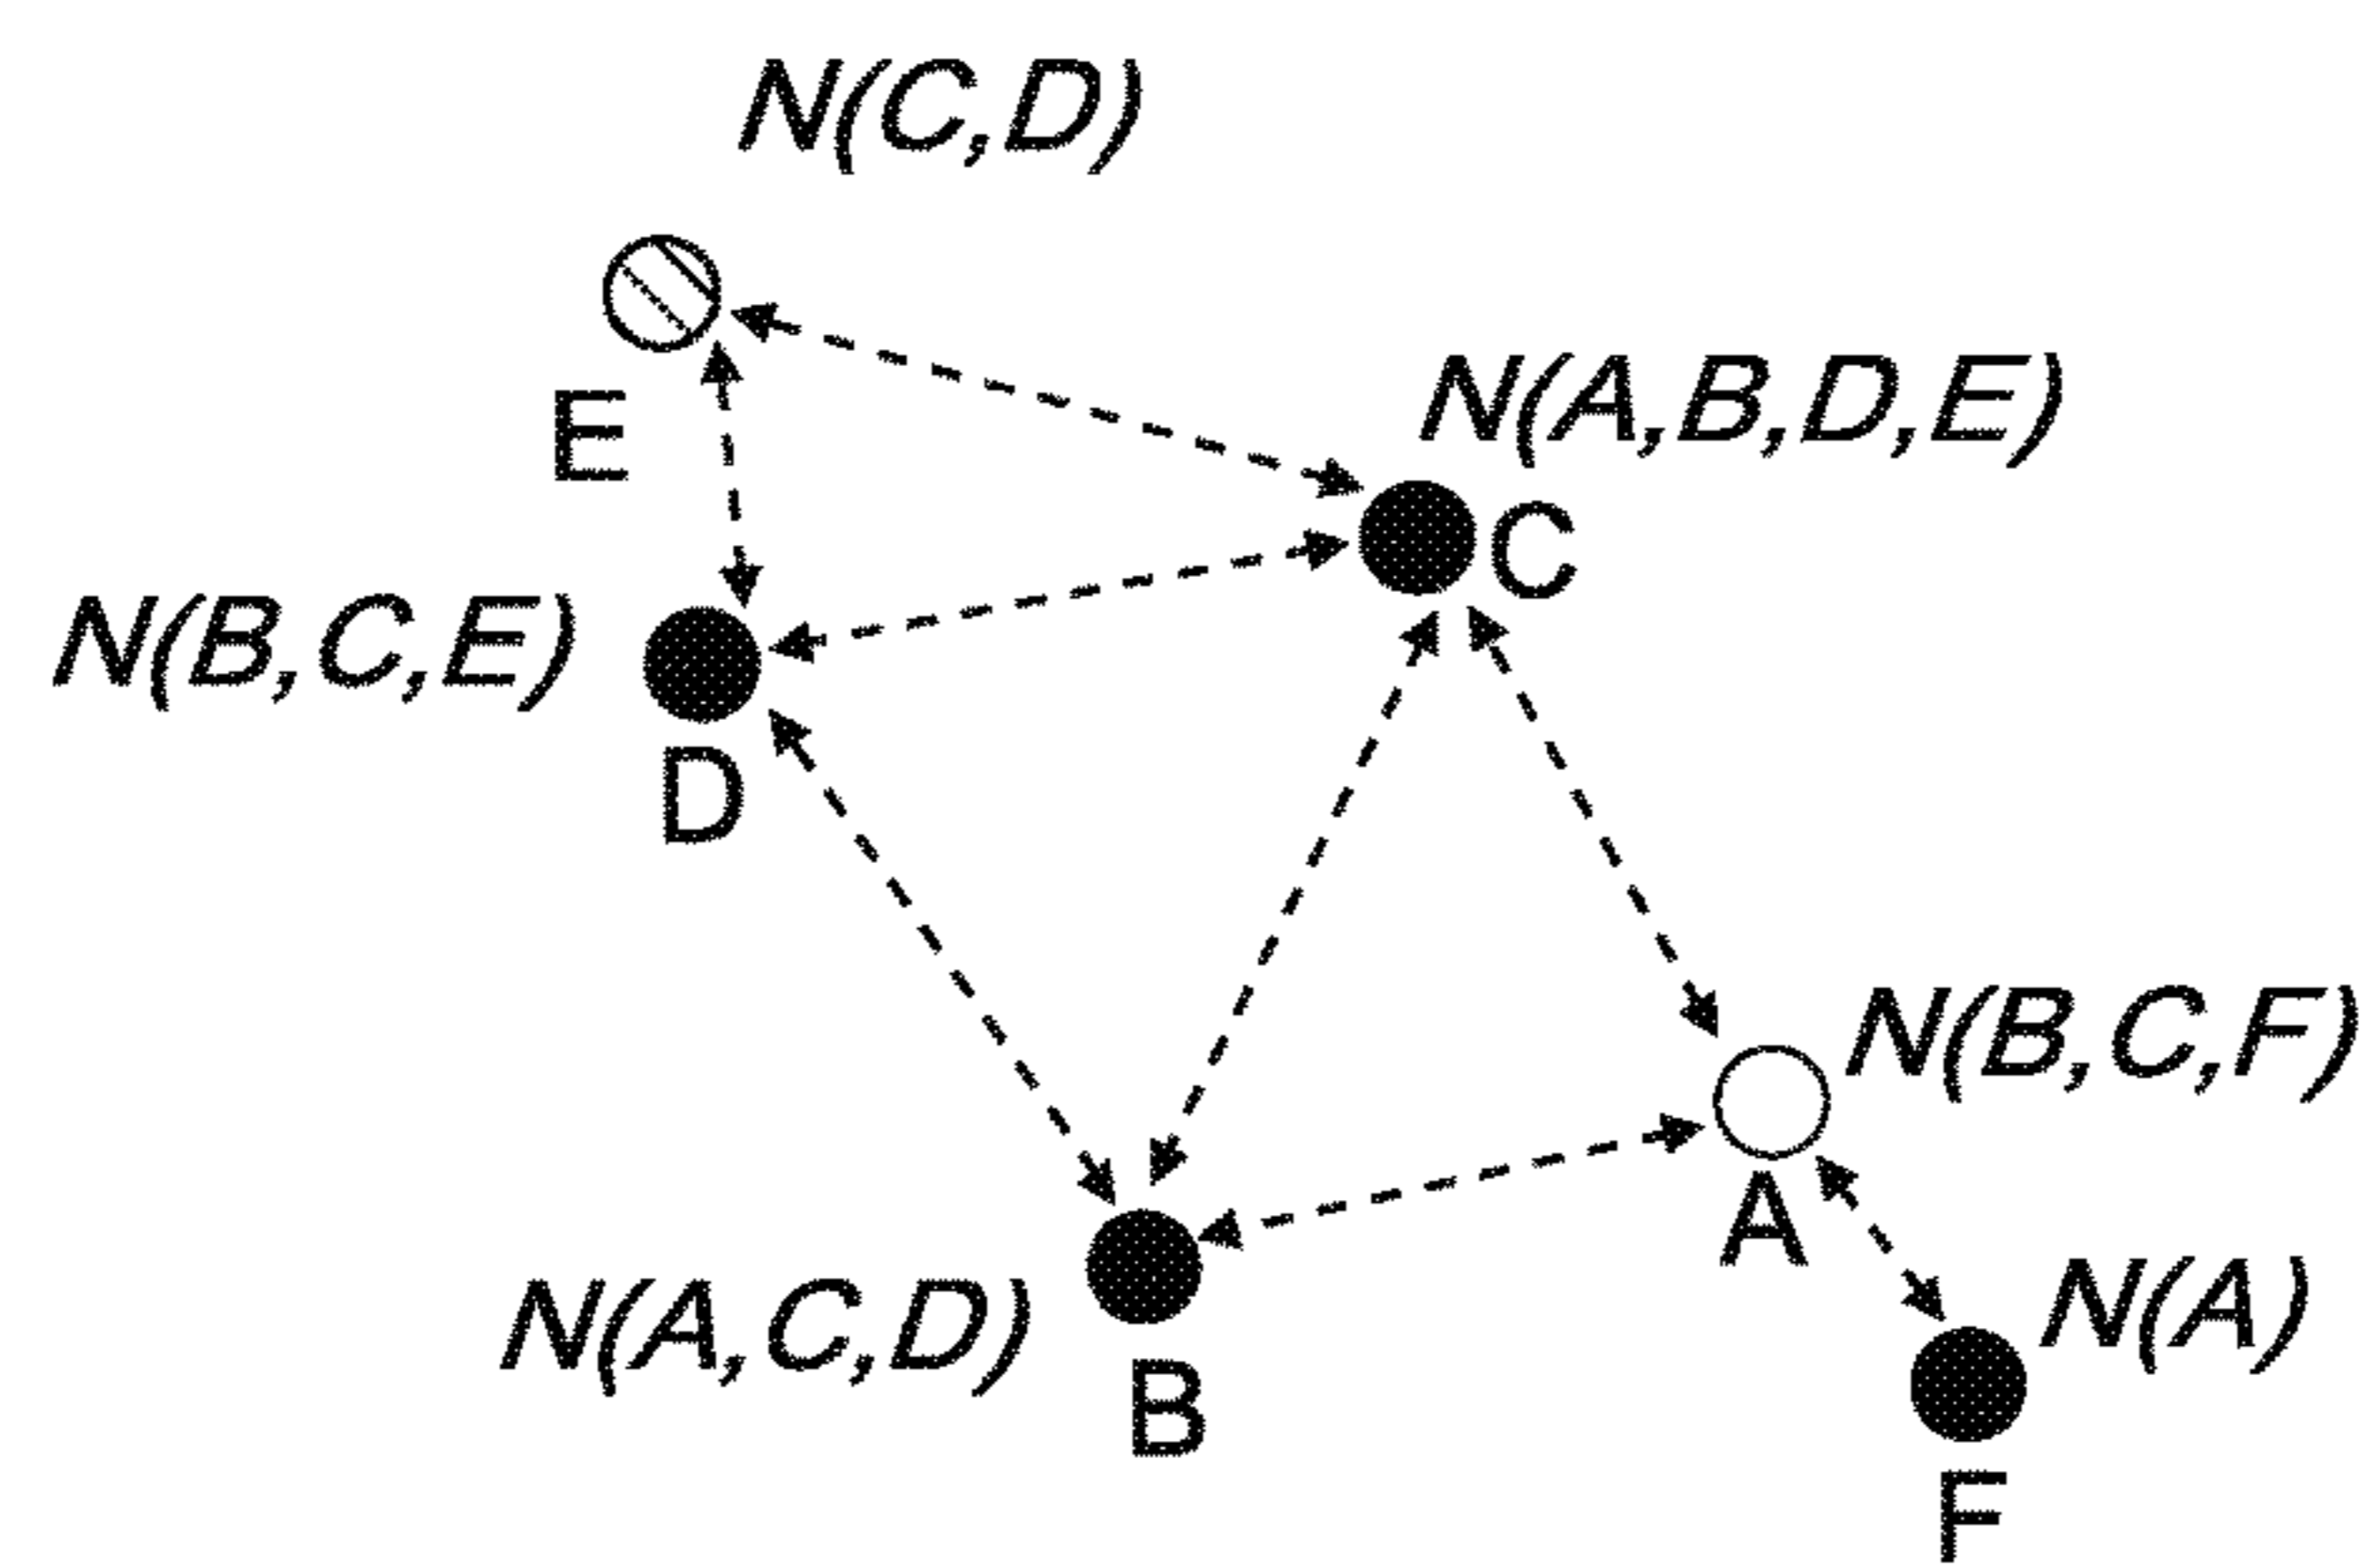 N(C,D)
E
N(A,B,D,E)
C
N(B,C,E)
D
N(B,C,F)
A
N(A,C,D)
B
N(A)
F